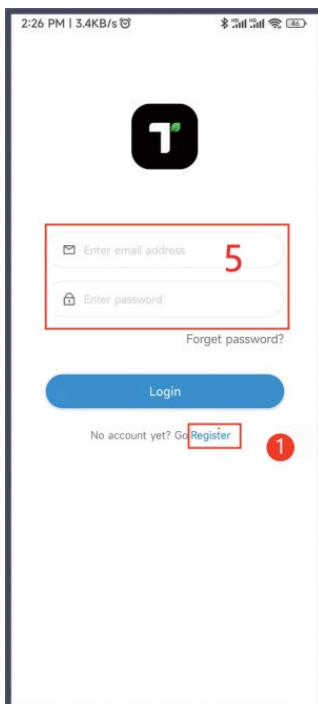 2:26 PM | 3.4KB/s
46
T
Enter email address
5
Enter password
Forget password?
Login
No account yet? Go Register
1